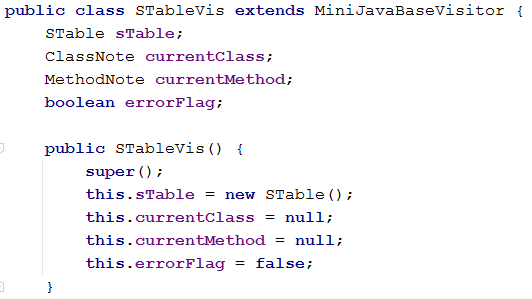 public class STableVis extends MiniJavaBaseVisitor {
    STable sTable;
    ClassNote currentClass;
    MethodNote currentMethod;
    boolean errorFlag;

    public STableVis() {
        super();
        this.sTable = new STable();
        this.currentClass = null;
        this.currentMethod = null;
        this.errorFlag = false;
    }